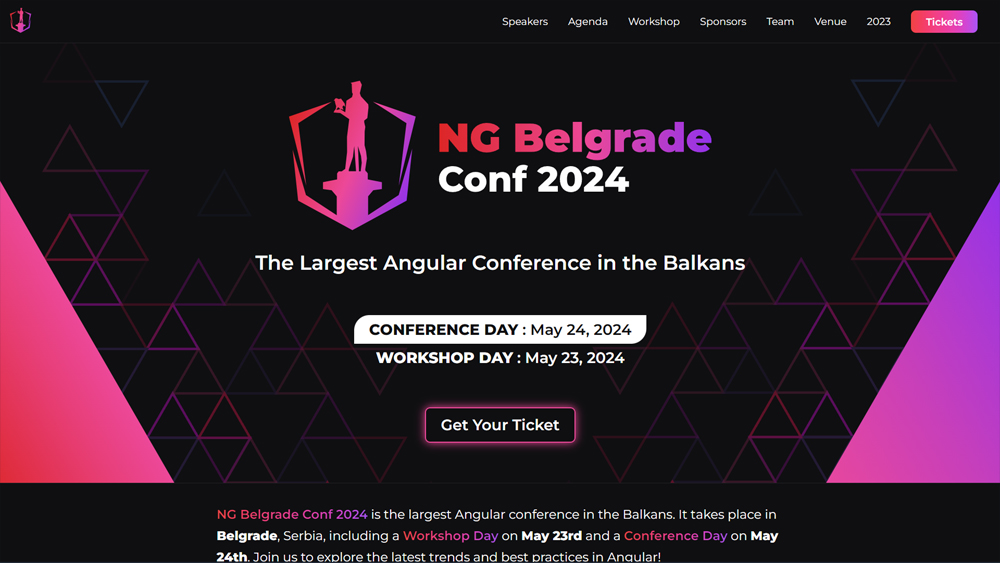 Speakers Agenda Workshop Sponsors Team Venue 2023 Tickets
NG Belgrade
Conf 2024
The Largest Angular Conference in the Balkans
CONFERENCE DAY : May 24, 2024
WORKSHOP DAY : May 23, 2024
Get Your Ticket
NG Belgrade Conf 2024 is the largest Angular conference in the Balkans. It takes place in
Belgrade, Serbia, including a Workshop Day on May 23rd and a Conference Day on May
24th. Join us to explore the latest trends and best practices in Angular!